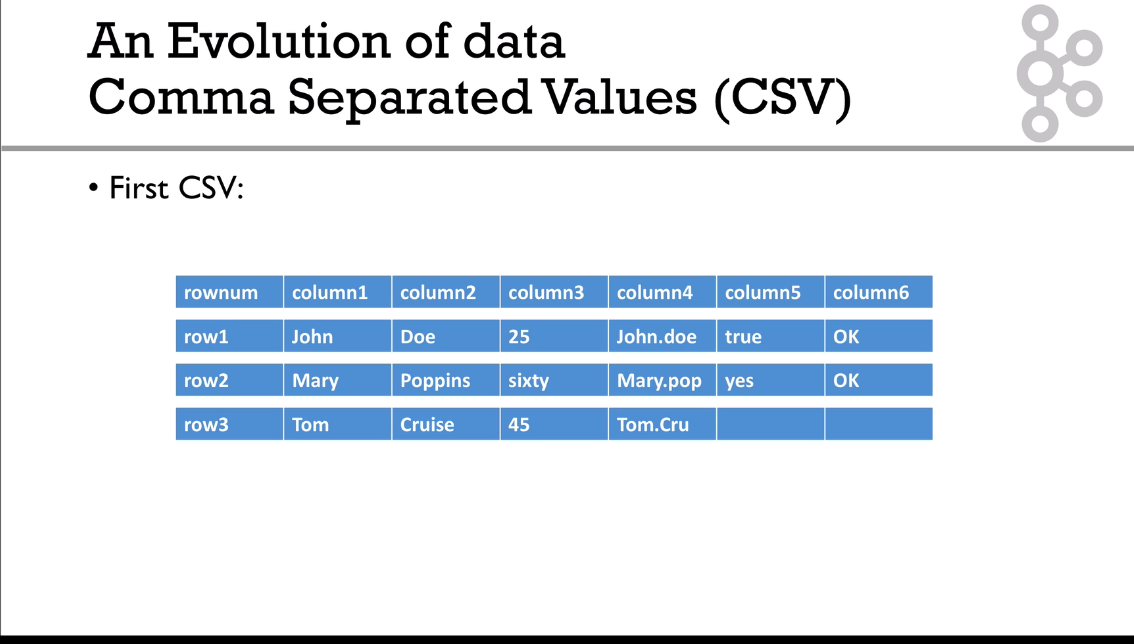 An Evolution of data
Comma Separated Values (CSV)
• First CSV:
rownum column1 column2 column3 column4 column5 column6
row1 John Doe 25 John.doe true OK
row2 Mary Poppins sixty Mary.pop yes OK
row3 Tom Cruise 45 Tom.Cru